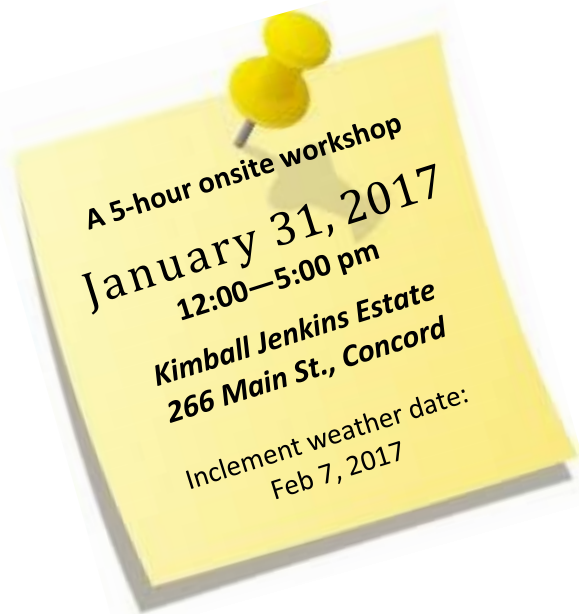 A 5-hour onsite workshop
January 31, 2017
12:00—5:00 pm
Kimball Jenkins Estate
266 Main St., Concord
Inclement weather date:
Feb 7, 2017